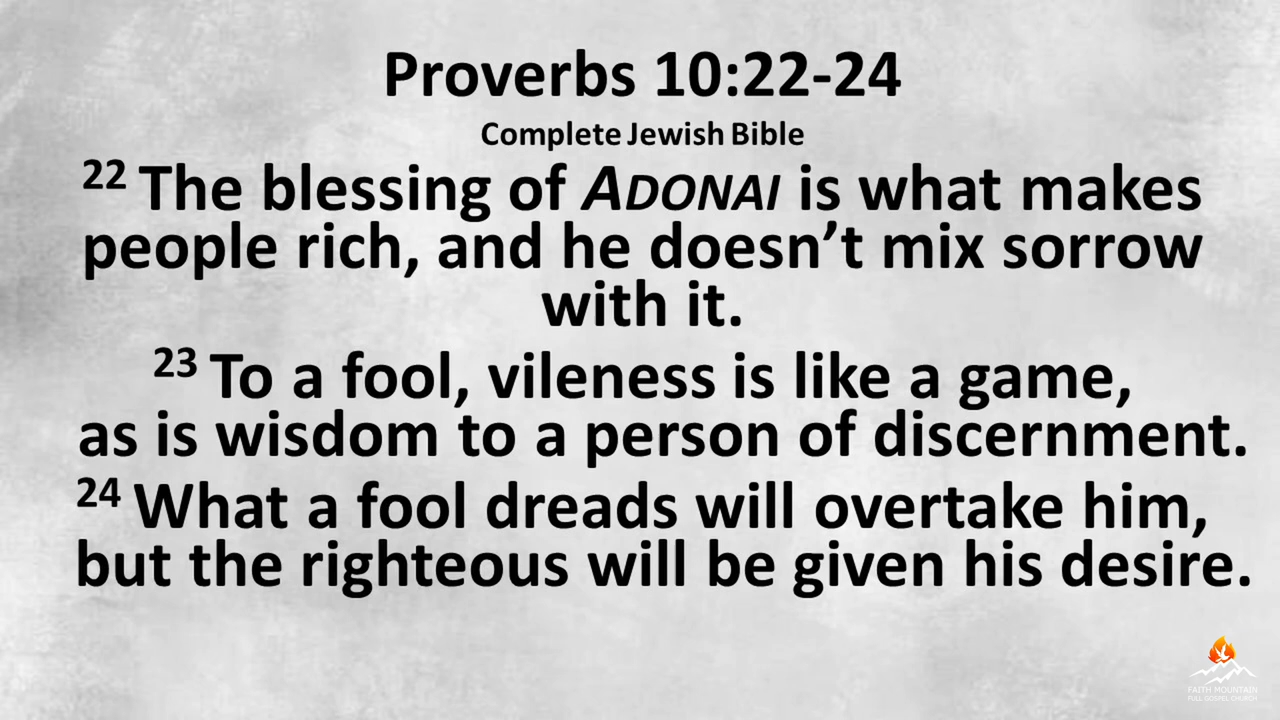 Proverbs 10:22-24
Complete Jewish Bible
22 The blessing of ADONAI is what makes
people rich, and he doesn’t mix sorrow
with it.
23 To a fool, vileness is like a game,
as is wisdom to a person of discernment.
24 What a fool dreads will overtake him,
but the righteous will be given his desire.
FAITH MOUNTAIN
FULL GOSPEL CHURCH